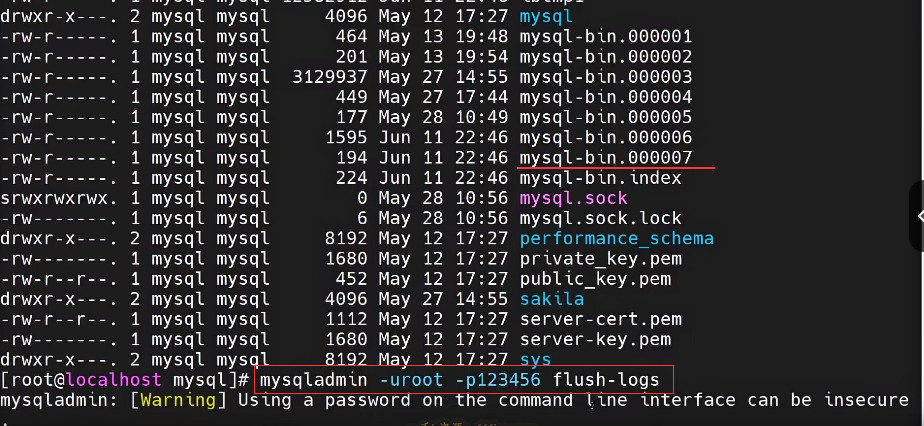 drwxr-x---. 2 mysql mysql     4096 May 12 17:27 mysql
-rw-r-----. 1 mysql mysql      464 May 13 19:48 mysql-bin.000001
-rw-r-----. 1 mysql mysql      201 May 13 19:54 mysql-bin.000002
-rw-r-----. 1 mysql mysql  3129937 May 27 14:55 mysql-bin.000003
-rw-r-----. 1 mysql mysql      449 May 27 17:44 mysql-bin.000004
-rw-r-----. 1 mysql mysql      177 May 28 10:49 mysql-bin.000005
-rw-r-----. 1 mysql mysql     1595 Jun 11 22:46 mysql-bin.000006
-rw-r-----. 1 mysql mysql      194 Jun 11 22:46 mysql-bin.000007
-rw-r-----. 1 mysql mysql      224 Jun 11 22:46 mysql-bin.index
srwxrwxrwx. 1 mysql mysql        0 May 28 10:56 mysql.sock
-rw-------. 1 mysql mysql        6 May 28 10:56 mysql.sock.lock
drwxr-x---. 2 mysql mysql     8192 May 12 17:27 performance_schema
-rw-------. 1 mysql mysql     1680 May 12 17:27 private_key.pem
-rw-r--r--. 1 mysql mysql      452 May 12 17:27 public_key.pem
drwxr-x---. 2 mysql mysql     4096 May 27 14:55 sakila
-rw-r--r--. 1 mysql mysql     1112 May 12 17:27 server-cert.pem
-rw-------. 1 mysql mysql     1680 May 12 17:27 server-key.pem
drwxr-x---. 2 mysql mysql     8192 May 12 17:27 sys
[root@localhost mysql]# mysqladmin -uroot -p123456 flush-logs
mysqladmin: [Warning] Using a password on the command line interface can be insecure